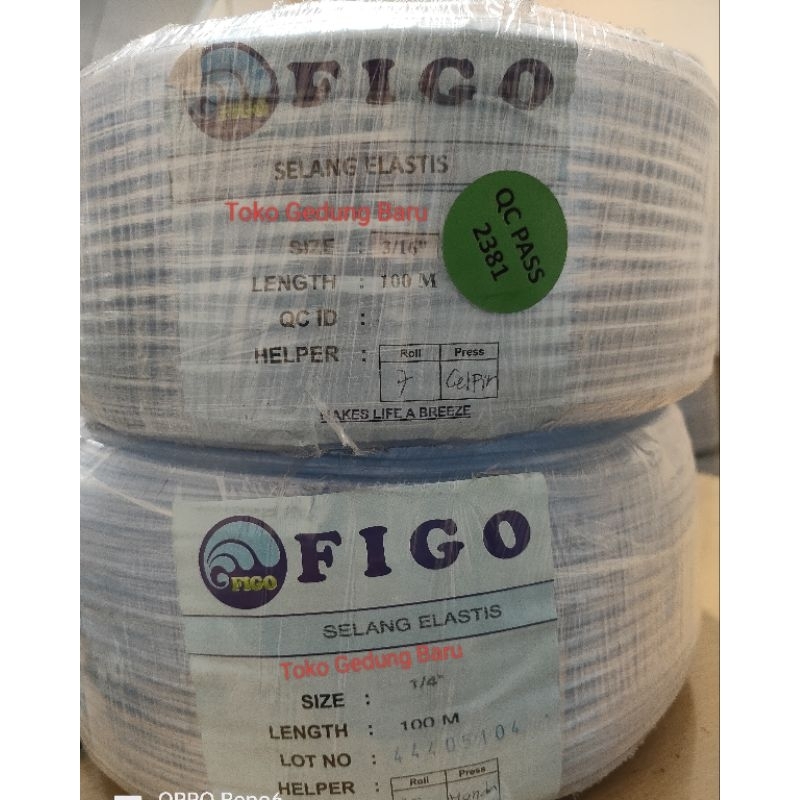 FIGO
SELANG ELASTIS
Toko Gedung Baru
SIZE : 3/16"
LENGTH : 100 M
QC ID :
HELPER : Roll Press
7
MAKES LIFE A BREEZE
QC PASS
2381
FIGO
FIGO
SELANG ELASTIS
Toko Gedung Baru
SIZE : 1/4"
LENGTH : 100 M
LOT NO : 44405104
HELPER : Roll Press